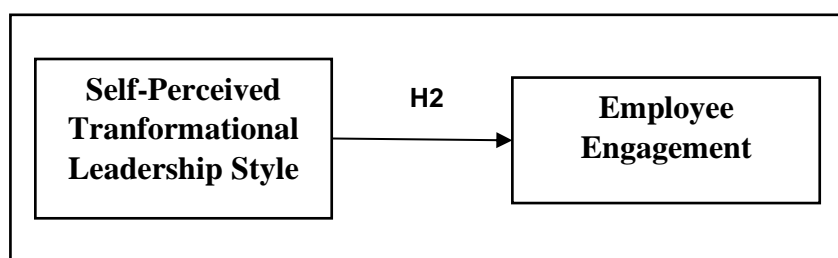 Self-Perceived
Tranformational
Leadership Style
H2
Employee
Engagement